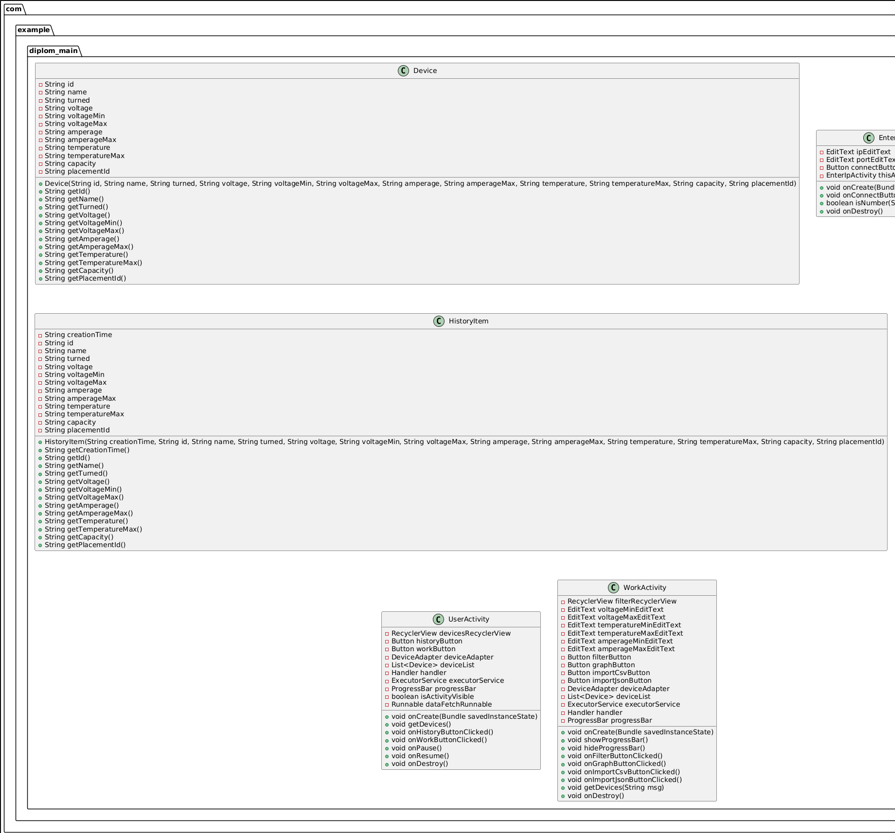 com
example
diplom_main
C Device
String id
String name
String turned
String voltage
String voltageMin
String voltageMax
String amperage
String amperageMax
String temperature
String temperatureMax
String capacity
String placementId
Device(String id, String name, String turned, String voltage, String voltageMin, String voltageMax, String amperage, String amperageMax, String temperature, String temperatureMax, String capacity, String placementId)
String getId()
String getName()
String getTurned()
String getVoltage()
String getVoltageMin()
String getVoltageMax()
String getAmperage()
String getAmperageMax()
String getTemperature()
String getTemperatureMax()
String getCapacity()
String getPlacementId()
C Enter
EditText ipEditText
EditText portEditTex
Button connectButto
EnterIpActivity thisA
void onCreate(Bund
void onConnectButt
boolean isNumber(S
void onDestroy()
C HistoryItem
String creationTime
String id
String name
String turned
String voltage
String voltageMin
String voltageMax
String amperage
String amperageMax
String temperature
String temperatureMax
String capacity
String placementId
HistoryItem(String creationTime, String id, String name, String turned, String voltage, String voltageMin, String voltageMax, String amperage, String amperageMax, String temperature, String temperatureMax, String capacity, String placementId)
String getCreationTime()
String getId()
String getName()
String getTurned()
String getVoltage()
String getVoltageMin()
String getVoltageMax()
String getAmperage()
String getAmperageMax()
String getTemperature()
String getTemperatureMax()
String getCapacity()
String getPlacementId()
C UserActivity
RecyclerView devicesRecyclerView
Button historyButton
Button workButton
DeviceAdapter deviceAdapter
List<Device> deviceList
Handler handler
ExecutorService executorService
ProgressBar progressBar
boolean isActivityVisible
Runnable dataFetchRunnable
void onCreate(Bundle savedInstanceState)
void getDevices()
void onHistoryButtonClicked()
void onWorkButtonClicked()
void onPause()
void onResume()
void onDestroy()
C WorkActivity
RecyclerView filterRecyclerView
EditText voltageMinEditText
EditText voltageMaxEditText
EditText temperatureMinEditText
EditText temperatureMaxEditText
EditText amperageMinEditText
EditText amperageMaxEditText
Button filterButton
Button graphButton
Button importCsvButton
Button importJsonButton
DeviceAdapter deviceAdapter
List<Device> deviceList
ExecutorService executorService
Handler handler
ProgressBar progressBar
void onCreate(Bundle savedInstanceState)
void showProgressBar()
void hideProgressBar()
void onFilterButtonClicked()
void onGraphButtonClicked()
void onImportCsvButtonClicked()
void onImportJsonButtonClicked()
void getDevices(String msg)
void onDestroy()